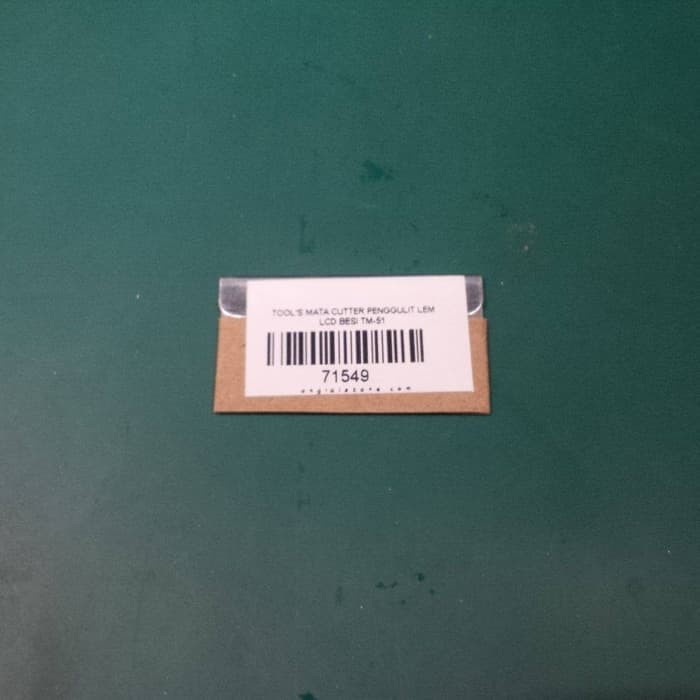 TOOL'S MATA CUTTER PENGGULIT LEM
LCD BESI TM-51
71549